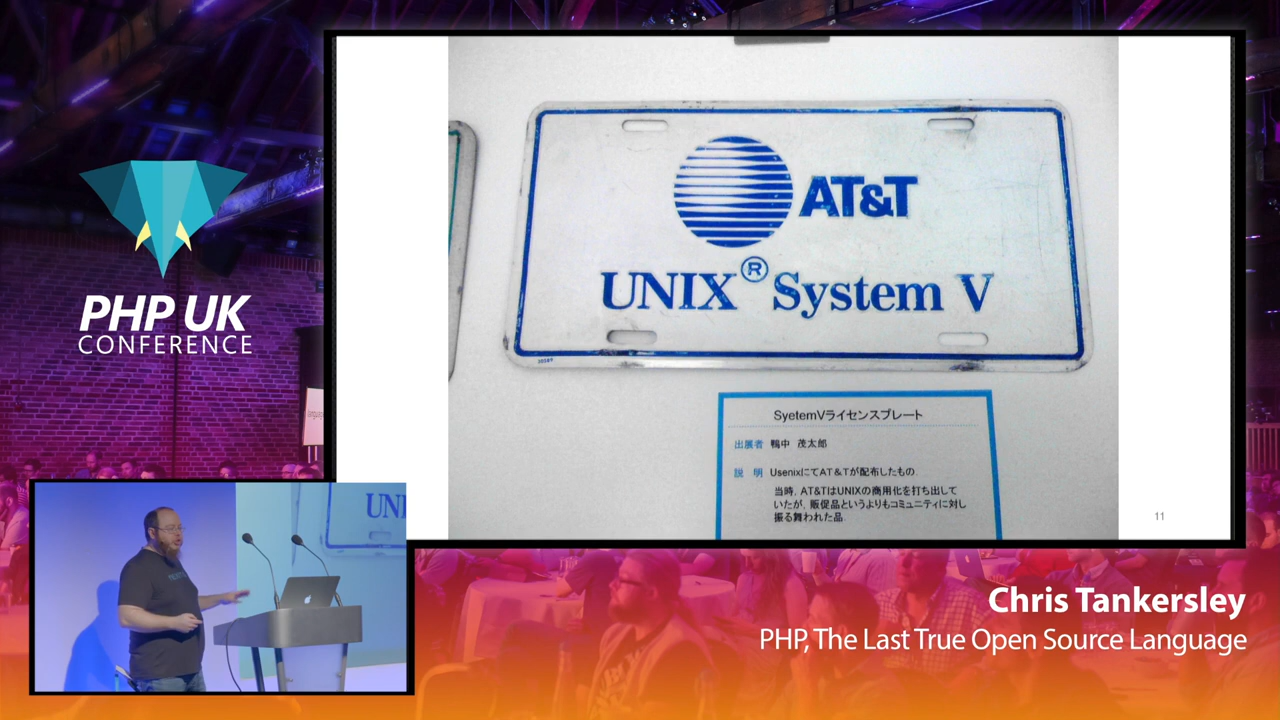 PHP UK
CONFERENCE
AT&T
UNIX® System V
SyetemVライセンスプレート
出展者 鴨中 茂太郎
説 明 UsenixにてAT&Tが配布したもの.
当時, AT&TはUNIXの商用化を打ち出して
いたが, 販促品というよりもコミュニティに対し
振る舞われた品.
11
UNI
Chris Tankersley
PHP, The Last True Open Source Language